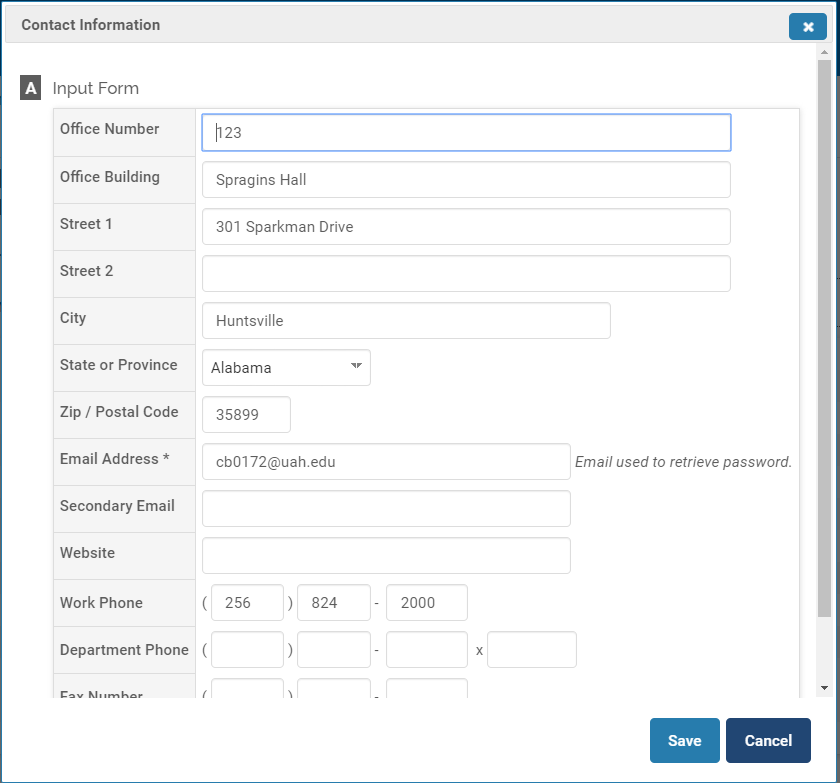 Contact Information
A Input Form
Office Number 123
Office Building Spragins Hall
Street 1 301 Sparkman Drive
Street 2
City Huntsville
State or Province Alabama
Zip / Postal Code 35899
Email Address * cb0172@uah.edu Email used to retrieve password.
Secondary Email
Website
Work Phone ( 256 ) 824 - 2000
Department Phone ( ) - x
Fax Number ( ) -
Save Cancel